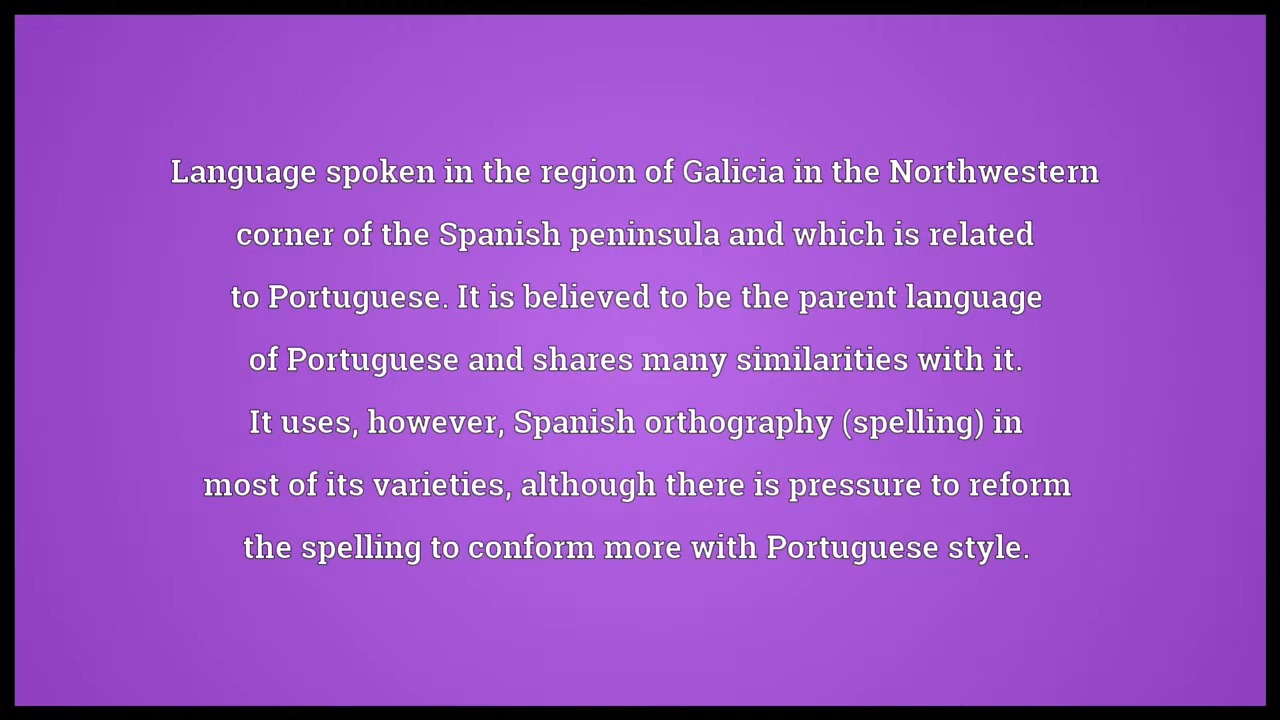 Language spoken in the region of Galicia in the Northwestern
corner of the Spanish peninsula and which is related
to Portuguese. It is believed to be the parent language
of Portuguese and shares many similarities with it.
It uses, however, Spanish orthography (spelling) in
most of its varieties, although there is pressure to reform
the spelling to conform more with Portuguese style.